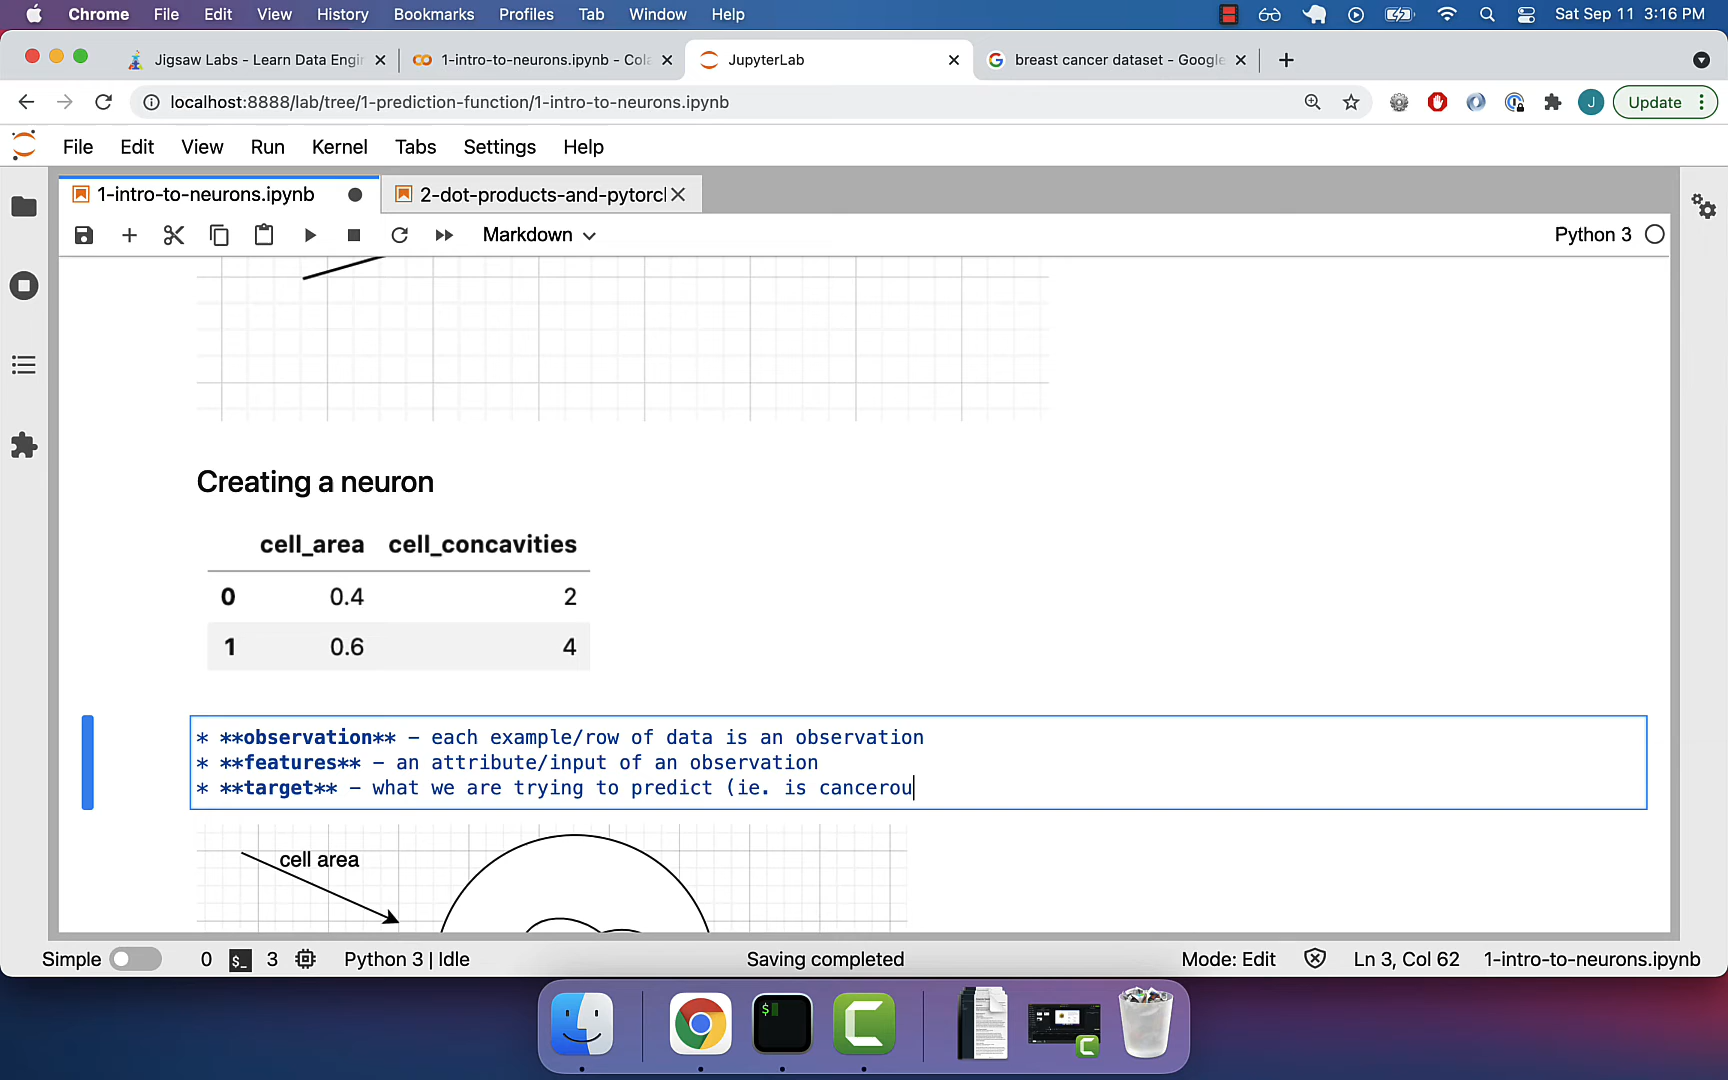 Chrome File Edit View History Bookmarks Profiles Tab Window Help Sat Sep 11 3:16 PM
Jigsaw Labs - Learn Data Engin 1-intro-to-neurons.ipynb - Cola JupyterLab breast cancer dataset - Google
localhost:8888/lab/tree/1-prediction-function/1-intro-to-neurons.ipynb J Update
File Edit View Run Kernel Tabs Settings Help
1-intro-to-neurons.ipynb 2-dot-products-and-pytorcl
Markdown Python 3
Creating a neuron
cell_area cell_concavities
0 0.4 2
1 0.6 4
* **observation** – each example/row of data is an observation
* **features** – an attribute/input of an observation
* **target** – what we are trying to predict (ie. is cancerou
cell area
Simple 0 $_ 3 Python 3 | Idle Saving completed Mode: Edit Ln 3, Col 62 1-intro-to-neurons.ipynb
$